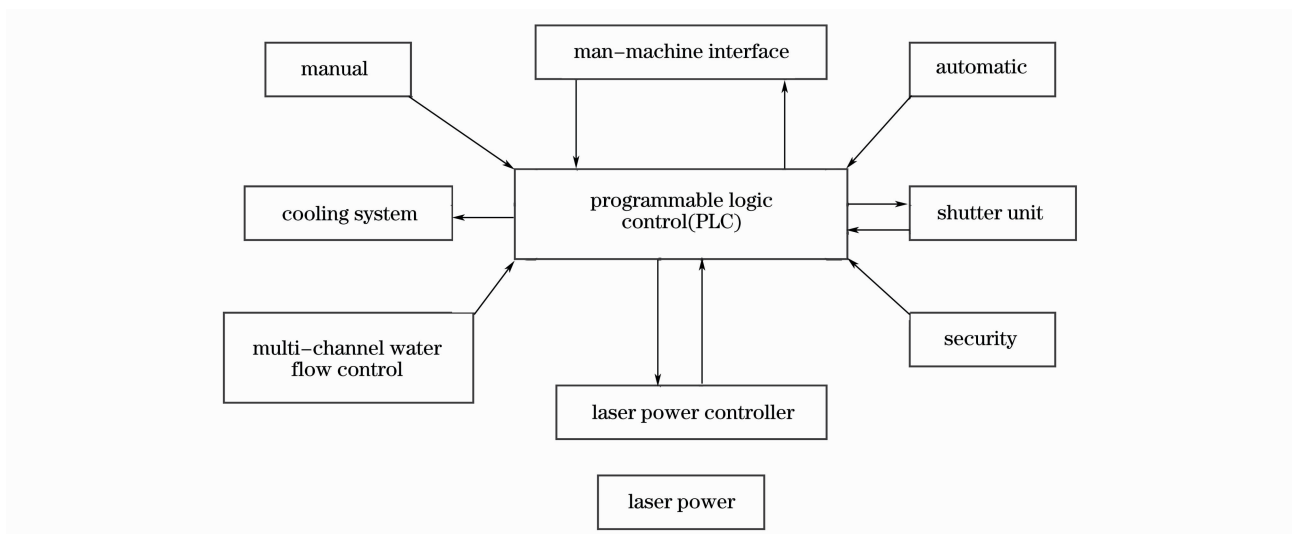 man−machine interface
manual
automatic
programmable logic
control(PLC)
cooling system
shutter unit
multi−channel water
flow control
security
laser power controller
laser power